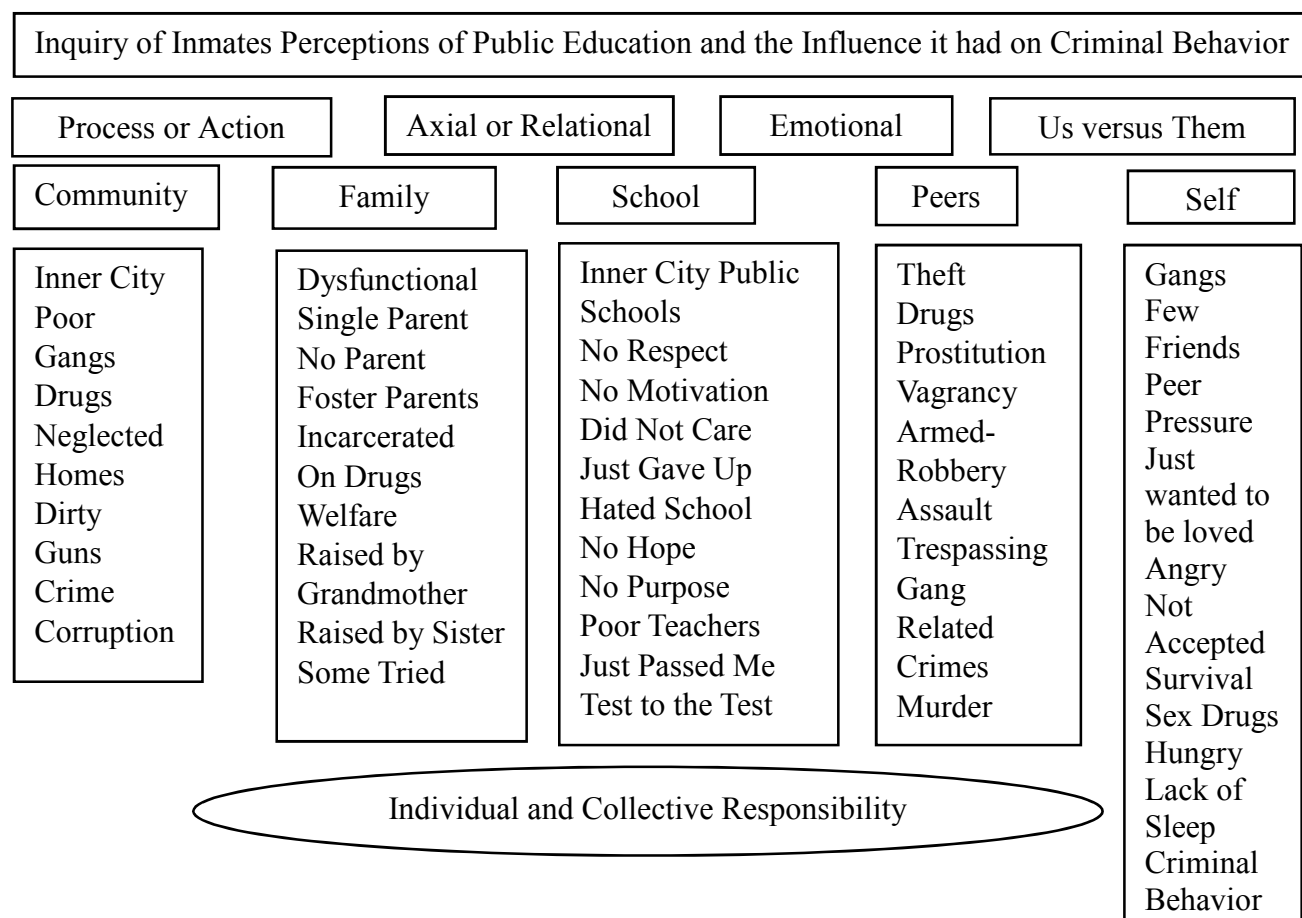 Inquiry of Inmates Perceptions of Public Education and the Influence it had on Criminal Behavior
Process or Action
Axial or Relational
Emotional
Us versus Them
Community
Family
School
Peers
Self
Inner City
Poor
Gangs
Drugs
Neglected
Homes
Dirty
Guns
Crime
Corruption
Dysfunctional
Single Parent
No Parent
Foster Parents
Incarcerated
On Drugs
Welfare
Raised by
Grandmother
Raised by Sister
Some Tried
Inner City Public
Schools
No Respect
No Motivation
Did Not Care
Just Gave Up
Hated School
No Hope
No Purpose
Poor Teachers
Just Passed Me
Test to the Test
Theft
Drugs
Prostitution
Vagrancy
Armed-
Robbery
Assault
Trespassing
Gang
Related
Crimes
Murder
Gangs
Few
Friends
Peer
Pressure
Just
wanted to
be loved
Angry
Not
Accepted
Survival
Sex Drugs
Hungry
Lack of
Sleep
Criminal
Behavior
Individual and Collective Responsibility